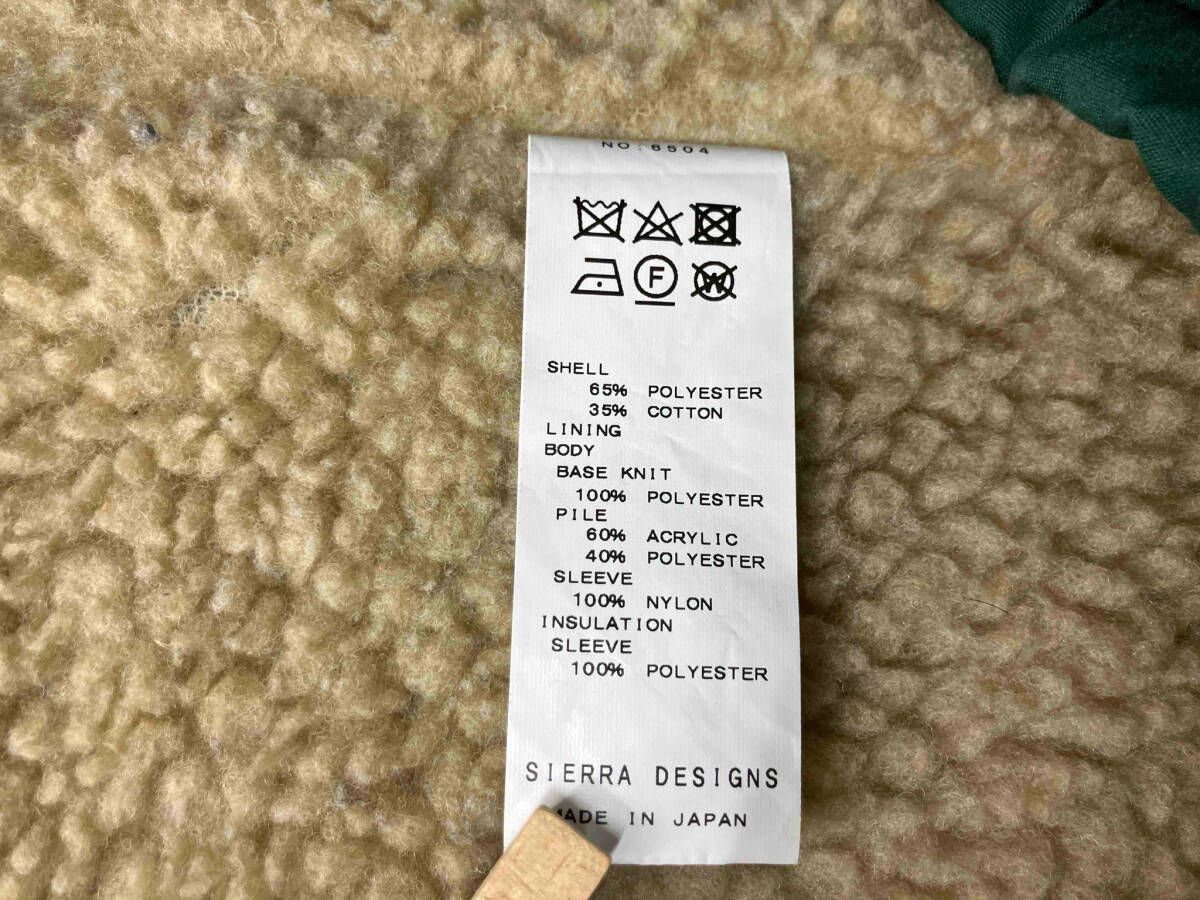 NO: 6504
F
W
SHELL
65% POLYESTER
35% COTTON
LINING
BODY
BASE KNIT
100% POLYESTER
PILE
60% ACRYLIC
40% POLYESTER
SLEEVE
100% NYLON
INSULATION
SLEEVE
100% POLYESTER
SIERRA DESIGNS
MADE IN JAPAN